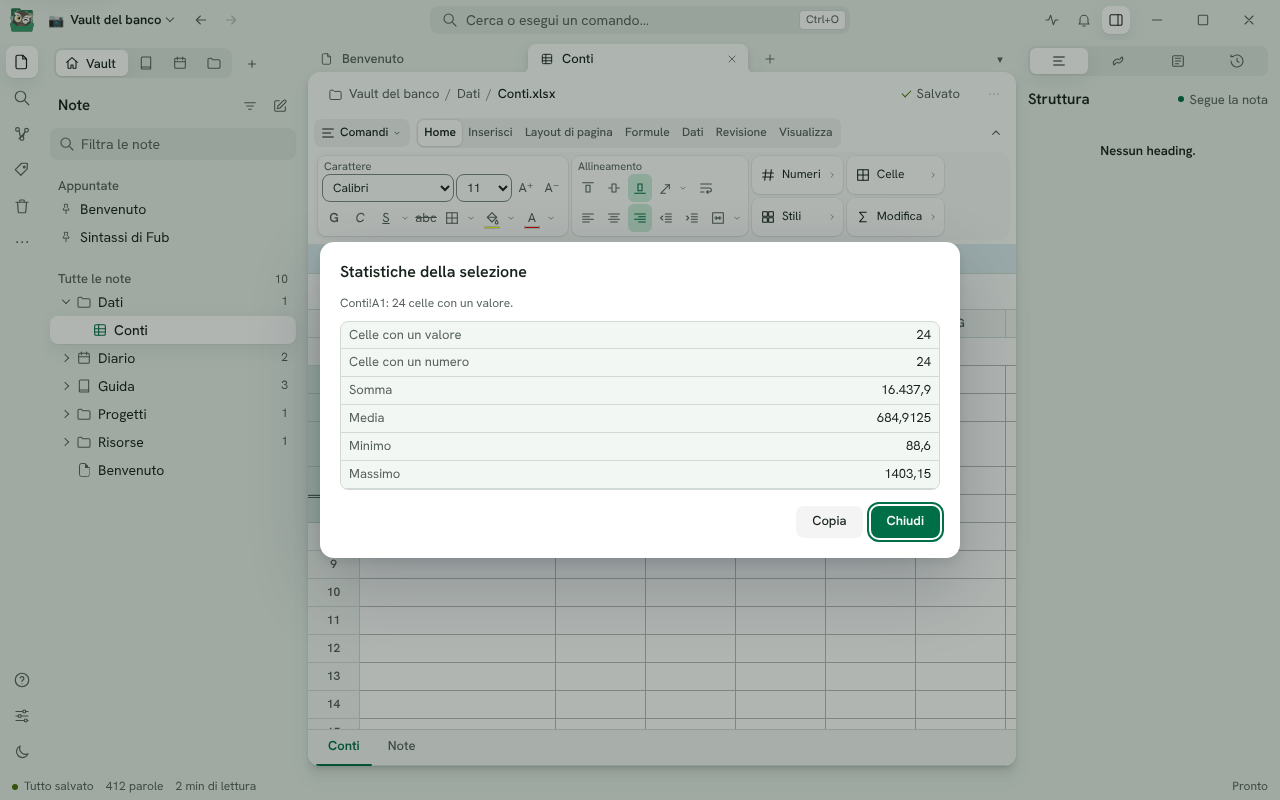 Vault del banco
Cerca o esegui un comando...
Ctrl+O
Vault
Benvenuto
Conti
Note
Filtra le note
Appuntate
Benvenuto
Sintassi di Fub
Tutte le note 10
Dati 1
Conti
Diario 2
Guida 3
Progetti 1
Risorse 1
Benvenuto
Vault del banco / Dati / Conti.xlsx
Salvato
Comandi
Home Inserisci Layout di pagina Formule Dati Revisione Visualizza
Carattere
Calibri 11 A⁺ A⁻
G C S abc A
Allineamento
Numeri
Celle
Stili
Modifica
Statistiche della selezione
Conti!A1: 24 celle con un valore.
Celle con un valore 24
Celle con un numero 24
Somma 16.437,9
Media 684,9125
Minimo 88,6
Massimo 1403,15
Copia Chiudi
9
10
11
12
13
14
Conti Note
Struttura
Segue la nota
Nessun heading.
Tutto salvato 412 parole 2 min di lettura
Pronto